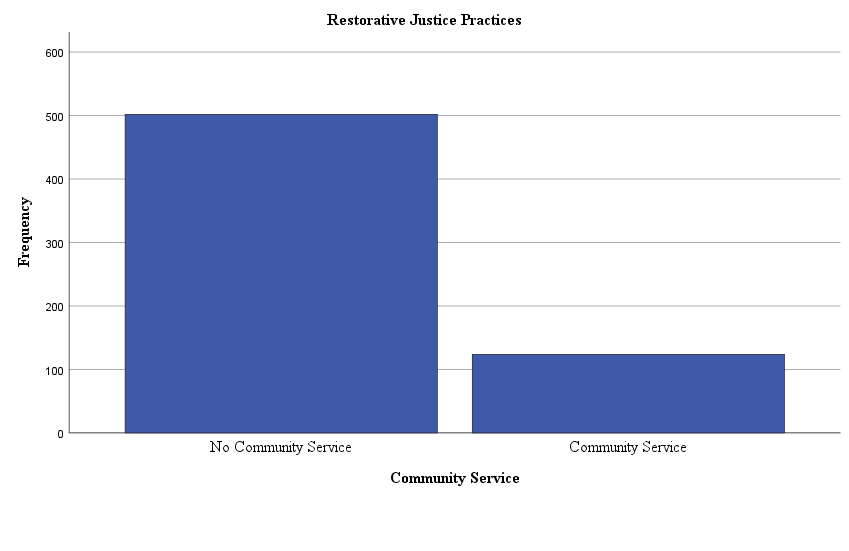 Restorative Justice Practices
600
500
400
300
200
100
0
Frequency
No Community Service
Community Service
Community Service